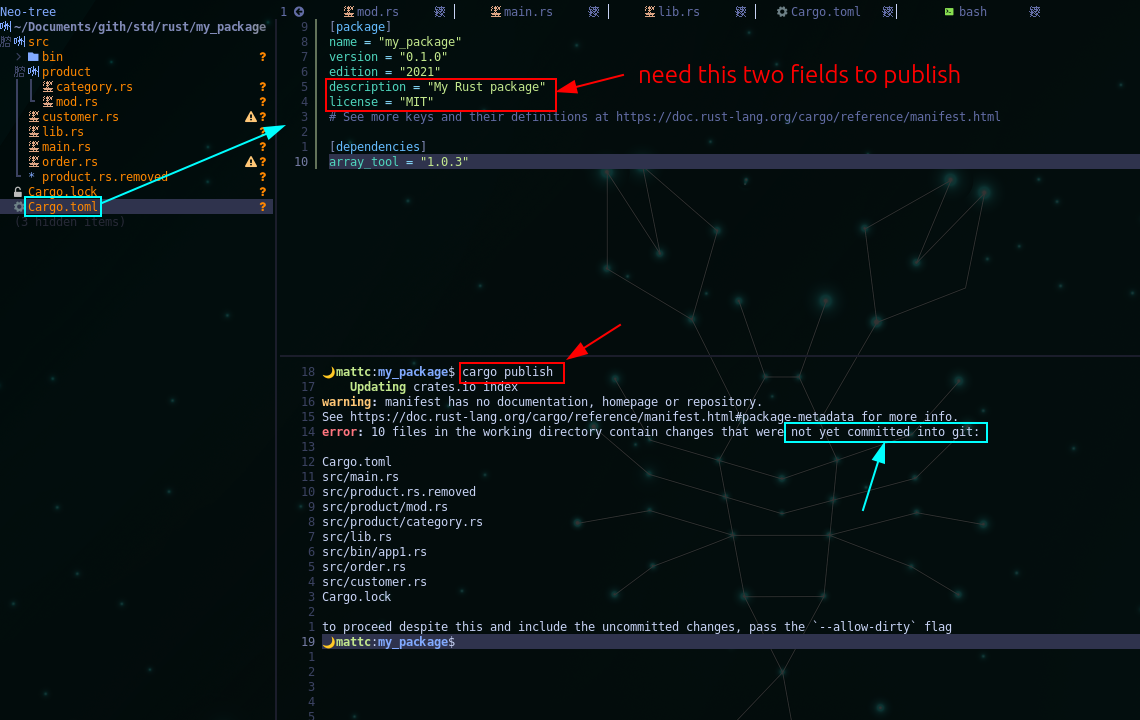 Neo-tree
~/Documents/gith/std/rust/my_package
src
bin ?
product
category.rs ?
mod.rs ?
customer.rs ?
lib.rs ?
main.rs ?
order.rs ?
* product.rs.removed ?
Cargo.lock ?
Cargo.toml ?
(3 hidden items)
1 mod.rs main.rs lib.rs Cargo.toml bash
9 [package]
8 name = "my_package"
7 version = "0.1.0"
6 edition = "2021"
5 description = "My Rust package"
4 license = "MIT"
need this two fields to publish
3 # See more keys and their definitions at https://doc.rust-lang.org/cargo/reference/manifest.html
2
1 [dependencies]
10 array_tool = "1.0.3"
18 mattc:my_package$ cargo publish
17 Updating crates.io index
16 warning: manifest has no documentation, homepage or repository.
15 See https://doc.rust-lang.org/cargo/reference/manifest.html#package-metadata for more info.
14 error: 10 files in the working directory contain changes that were not yet committed into git:
13
12 Cargo.toml
11 src/main.rs
10 src/product.rs.removed
9 src/product/mod.rs
8 src/product/category.rs
7 src/lib.rs
6 src/bin/app1.rs
5 src/order.rs
4 src/customer.rs
3 Cargo.lock
2
1 to proceed despite this and include the uncommitted changes, pass the `--allow-dirty` flag
19 mattc:my_package$
1
2
3
4
5